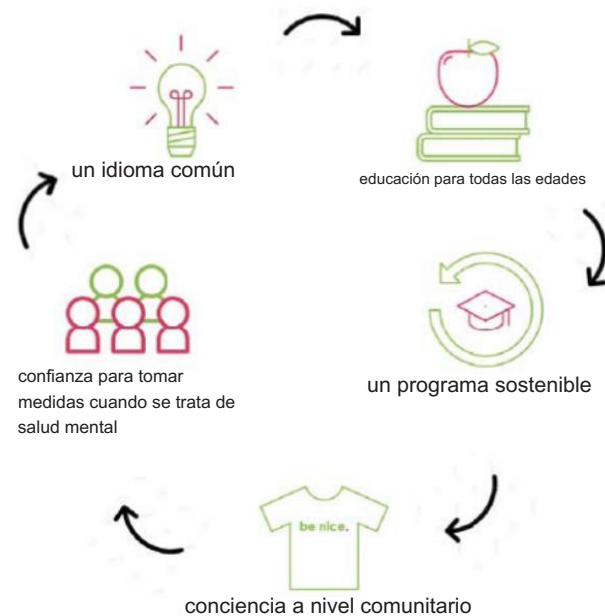 un idioma común
educación para todas las edades
un programa sostenible
be nice.
conciencia a nivel comunitario
confianza para tomar
medidas cuando se trata de
salud mental